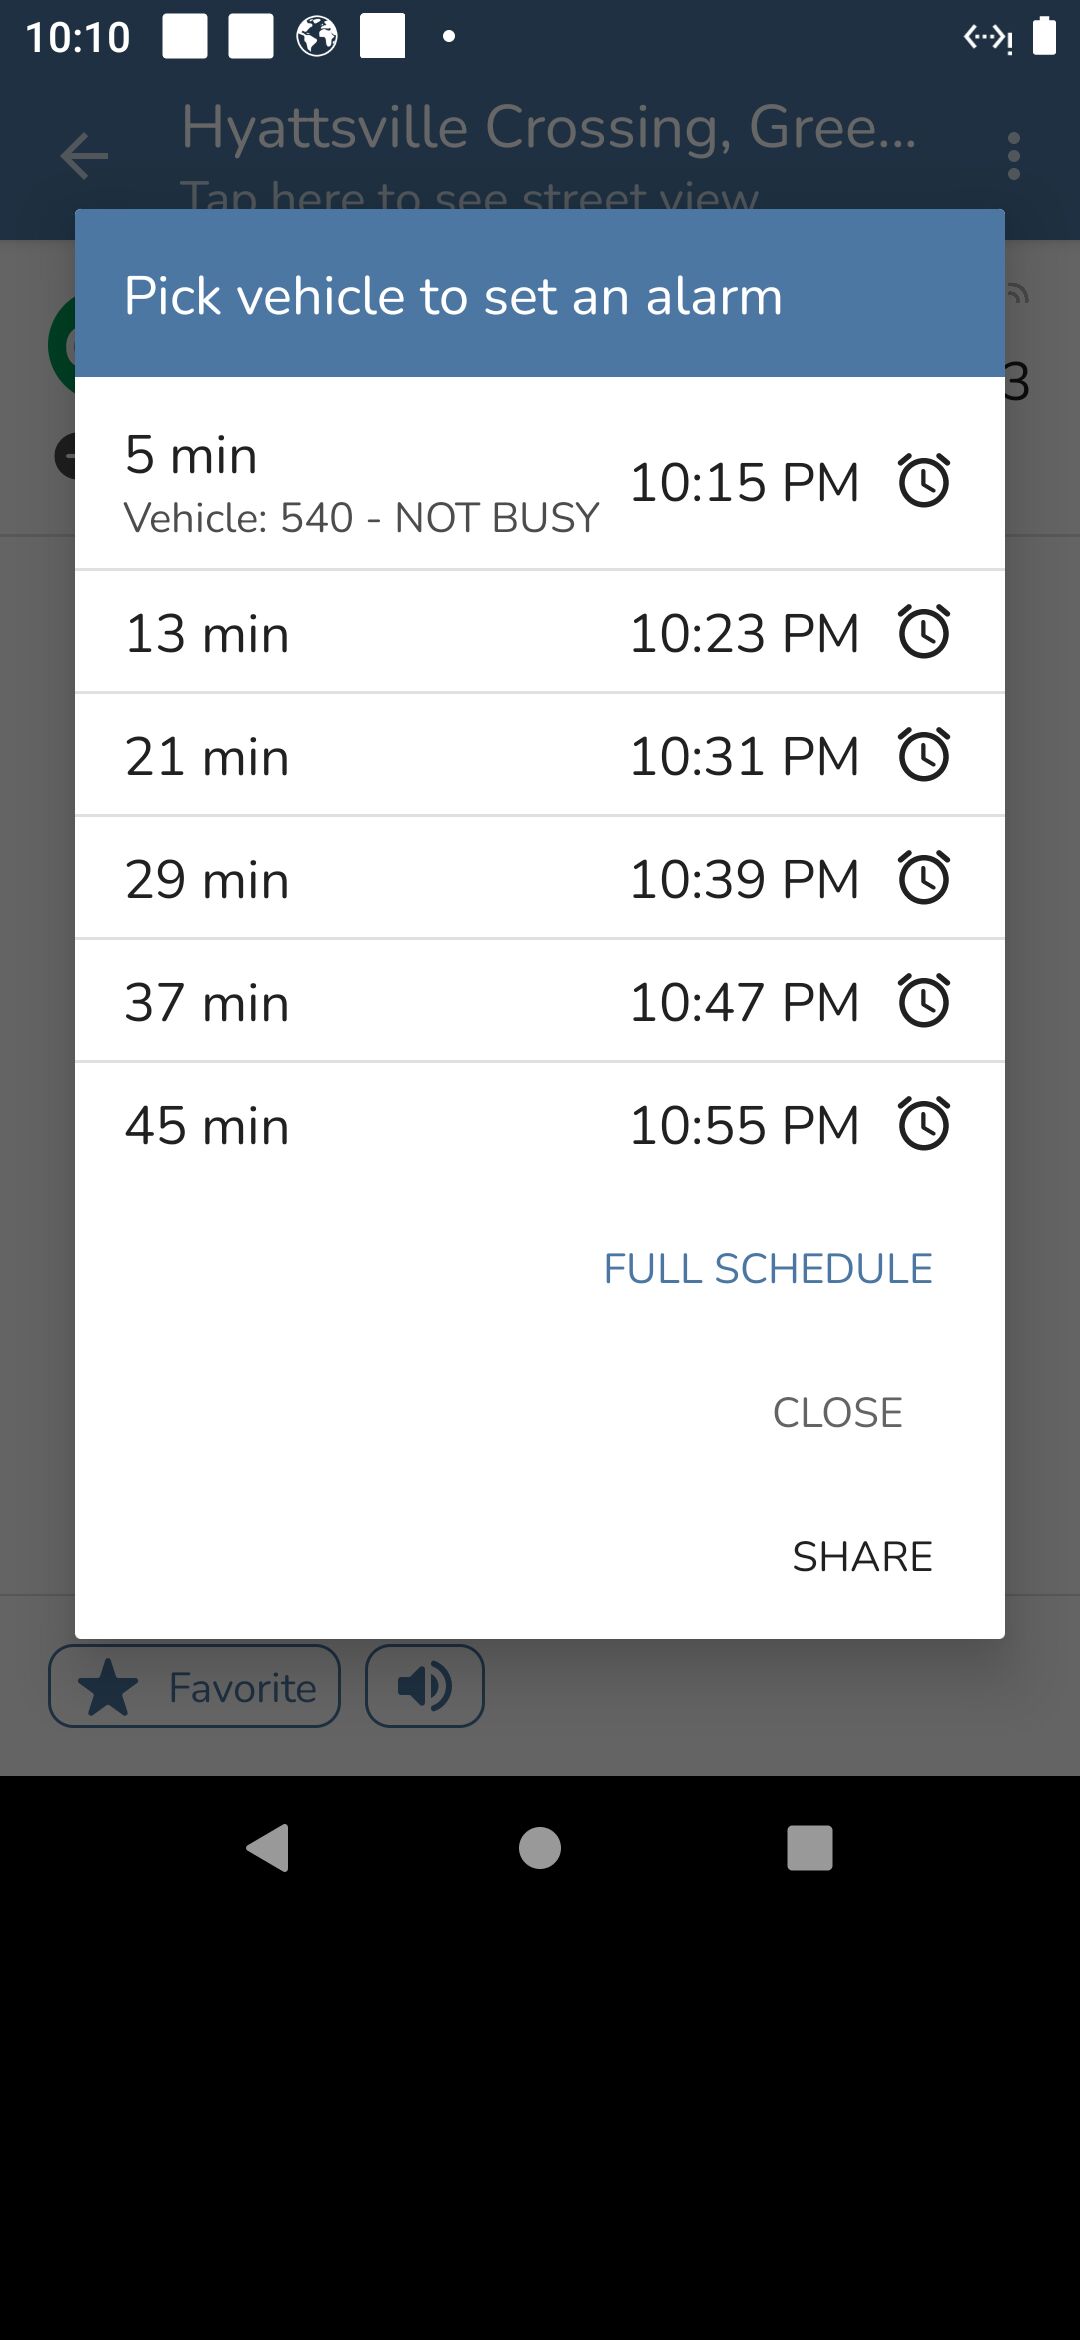 10:10
Hyattsville Crossing, Gree...
Tap here to see street view
Pick vehicle to set an alarm
5 min
Vehicle: 540 - NOT BUSY
10:15 PM
13 min 10:23 PM
21 min 10:31 PM
29 min 10:39 PM
37 min 10:47 PM
45 min 10:55 PM
FULL SCHEDULE
CLOSE
SHARE
Favorite